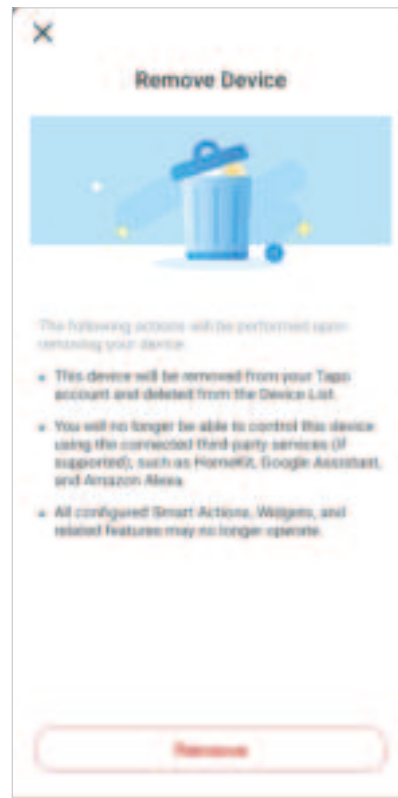 Remove Device
The following actions will be performed upon
removing your device:
• This device will be removed from your Tapo
account and deleted from the Device List.
• You will no longer be able to control this device
using the connected third-party services (if
supported), such as HomeKit, Google Assistant,
and Amazon Alexa.
• All configured Smart Actions, Widgets, and
related features may no longer operate.
Remove